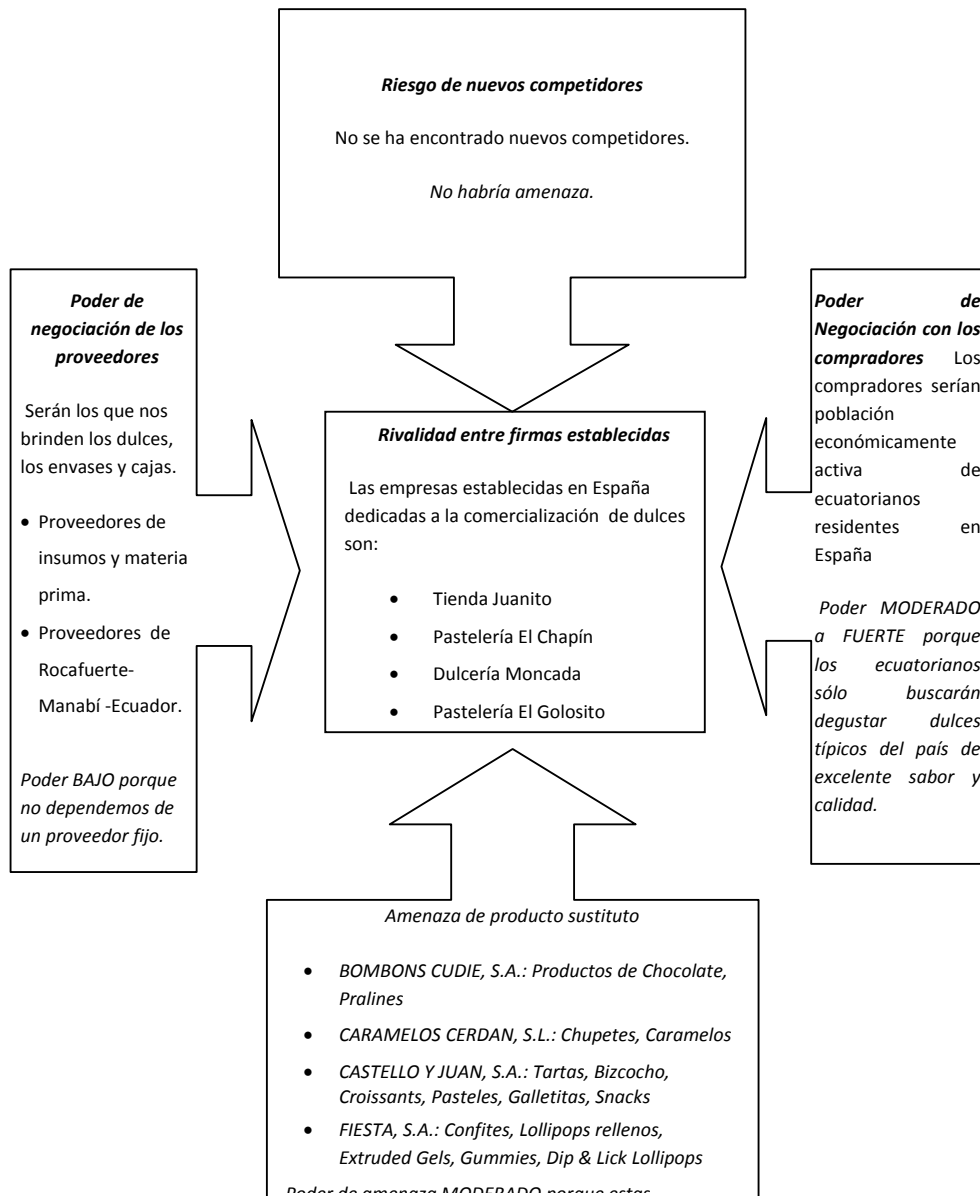 Riesgo de nuevos competidores
No se ha encontrado nuevos competidores.
No habría amenaza.
Poder de
negociación de los
proveedores
Serán los que nos
brinden los dulces,
los envases y cajas.
• Proveedores de
insumos y materia
prima.
• Proveedores de
Rocafuerte-
Manabí -Ecuador.
Poder BAJO porque
no dependemos de
un proveedor fijo.
Rivalidad entre firmas establecidas
Las empresas establecidas en España
dedicadas a la comercialización de dulces
son:
• Tienda Juanito
• Pastelería El Chapín
• Dulcería Moncada
• Pastelería El Golosito
Poder de
Negociación con los
compradores Los
compradores serían
población
económicamente
activa de
ecuatorianos
residentes en
España
Poder MODERADO
a FUERTE porque
los ecuatorianos
sólo buscarán
degustar dulces
típicos del país de
excelente sabor y
calidad.
Amenaza de producto sustituto
• BOMBONS CUDIE, S.A.: Productos de Chocolate,
Pralines
• CARAMELOS CERDAN, S.L.: Chupetes, Caramelos
• CASTELLO Y JUAN, S.A.: Tartas, Bizcocho,
Croissants, Pasteles, Galletitas, Snacks
• FIESTA, S.A.: Confites, Lollipops rellenos,
Extruded Gels, Gummies, Dip & Lick Lollipops
Poder de amenaza MODERADO porque estas